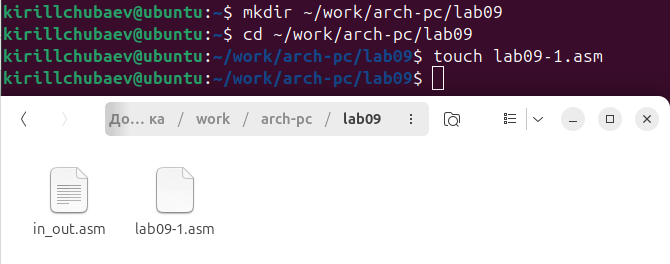 kirillchubaev@ubuntu:~$ mkdir ~/work/arch-pc/lab09
kirillchubaev@ubuntu:~$ cd ~/work/arch-pc/lab09
kirillchubaev@ubuntu:~/work/arch-pc/lab09$ touch lab09-1.asm
kirillchubaev@ubuntu:~/work/arch-pc/lab09$
До… ка / work / arch-pc / lab09
in_out.asm lab09-1.asm